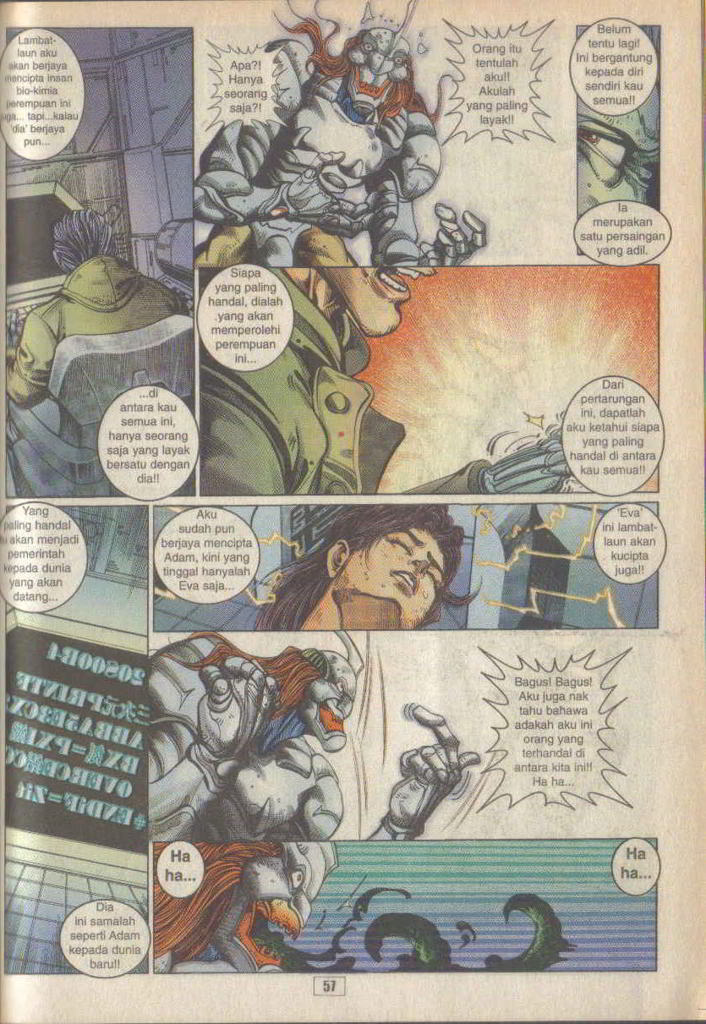 Lambat-
laun aku
akan berjaya
mencipta insan
bio-kimia
perempuan ini
juga... tapi...kalau
'dia' berjaya
pun...
...di
antara kau
semua ini,
hanya seorang
saja yang layak
bersatu dengan
dia!!
Apa?!
Hanya
seorang
saja?!
Orang itu
tentulah
aku!!
Akulah
yang paling
layak!!
Belum
tentu lagi!
Ini bergantung
kepada diri
sendiri kau
semua!!
Ia
merupakan
satu persaingan
yang adil.
Siapa
yang paling
handal, dialah
yang akan
memperolehi
perempuan
ini...
Dari
pertarungan
ini, dapatlah
aku ketahui siapa
yang paling
handal di antara
kau semua!!
Yang
paling handal
akan menjadi
pemerintah
kepada dunia
yang akan
datang...
Dia
ini samalah
seperti Adam
kepada dunia
baru!!
Aku
sudah pun
berjaya mencipta
Adam, kini yang
tinggal hanyalah
Eva saja...
'Eva'
ini lambat-
laun akan
kucipta
juga!!
Bagus! Bagus!
Aku juga nak
tahu bahawa
adakah aku ini
orang yang
terhandal di
antara kita ini!!
Ha ha...
Ha
ha...
Ha
ha...
57